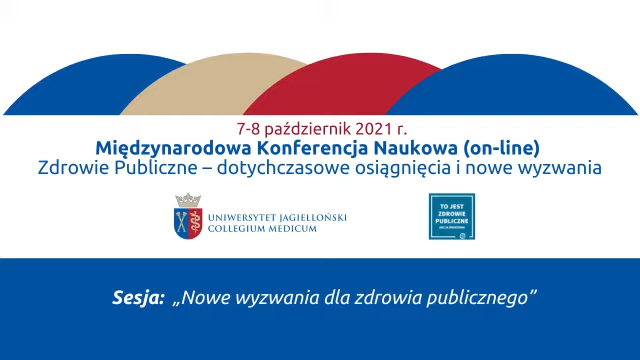 7-8 październik 2021 r.
Międzynarodowa Konferencja Naukowa (on-line)
Zdrowie Publiczne – dotychczasowe osiągnięcia i nowe wyzwania
UNIWERSYTET JAGIELLOŃSKI
COLLEGIUM MEDICUM
TO JEST
ZDROWIE
PUBLICZNE
Sesja: „Nowe wyzwania dla zdrowia publicznego”